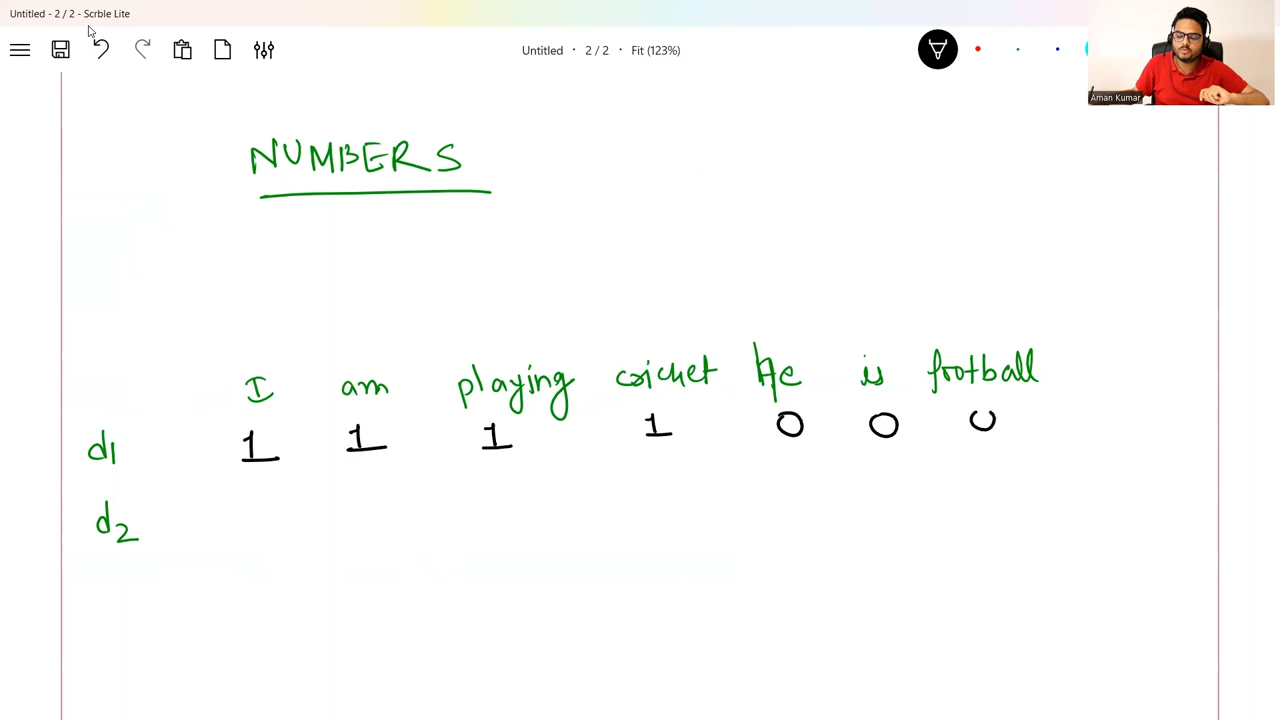 Untitled - 2 / 2 - Scrble Lite
Untitled · 2 / 2 · Fit (123%)
Aman Kumar
NUMBERS
I am playing cricket He is football
d1 1 1 1 1 0 0 0
d2